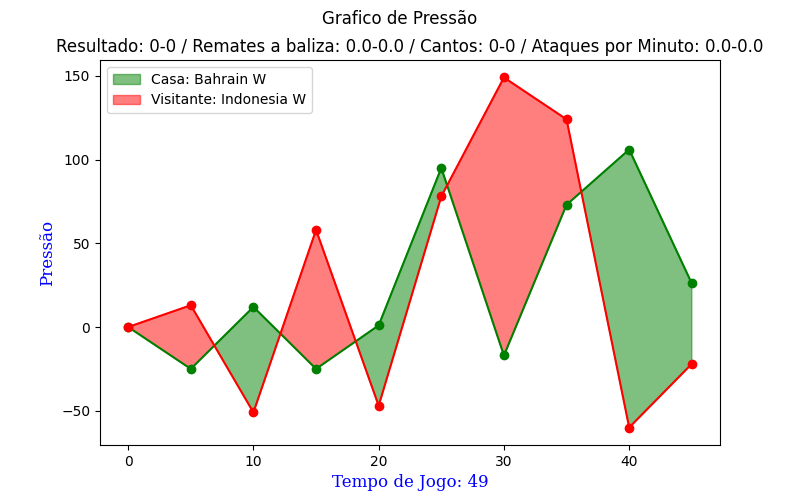 Grafico de Pressão
Resultado: 0-0 / Remates a baliza: 0.0-0.0 / Cantos: 0-0 / Ataques por Minuto: 0.0-0.0
Casa: Bahrain W
Visitante: Indonesia W
Pressão
150
100
50
0
−50
0 10 20 30 40
Tempo de Jogo: 49